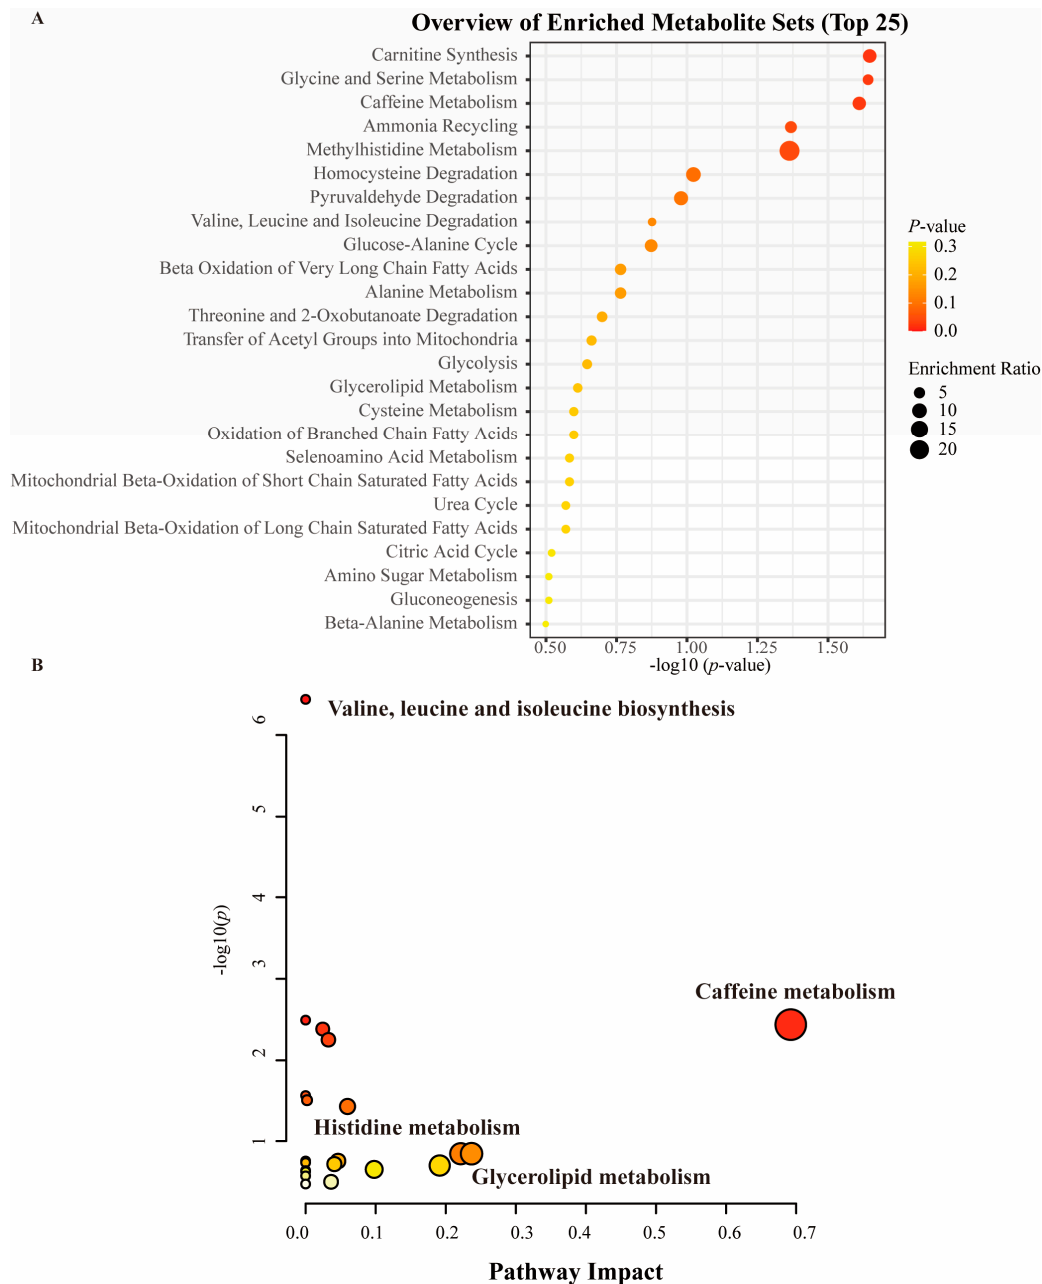 A
Overview of Enriched Metabolite Sets (Top 25)
Carnitine Synthesis
Glycine and Serine Metabolism
Caffeine Metabolism
Ammonia Recycling
Methylhistidine Metabolism
Homocysteine Degradation
Pyruvaldehyde Degradation
Valine, Leucine and Isoleucine Degradation
Glucose-Alanine Cycle
Beta Oxidation of Very Long Chain Fatty Acids
Alanine Metabolism
Threonine and 2-Oxobutanoate Degradation
Transfer of Acetyl Groups into Mitochondria
Glycolysis
Glycerolipid Metabolism
Cysteine Metabolism
Oxidation of Branched Chain Fatty Acids
Selenoamino Acid Metabolism
Mitochondrial Beta-Oxidation of Short Chain Saturated Fatty Acids
Urea Cycle
Mitochondrial Beta-Oxidation of Long Chain Saturated Fatty Acids
Citric Acid Cycle
Amino Sugar Metabolism
Gluconeogenesis
Beta-Alanine Metabolism
0.50 0.75 1.00 1.25 1.50
-log10 (p-value)
P-value
0.3
0.2
0.1
0.0
Enrichment Ratio
5
10
15
20
B
Valine, leucine and isoleucine biosynthesis
Caffeine metabolism
Histidine metabolism
Glycerolipid metabolism
6
5
4
3
2
1
-log10(p)
0.0 0.1 0.2 0.3 0.4 0.5 0.6 0.7
Pathway Impact